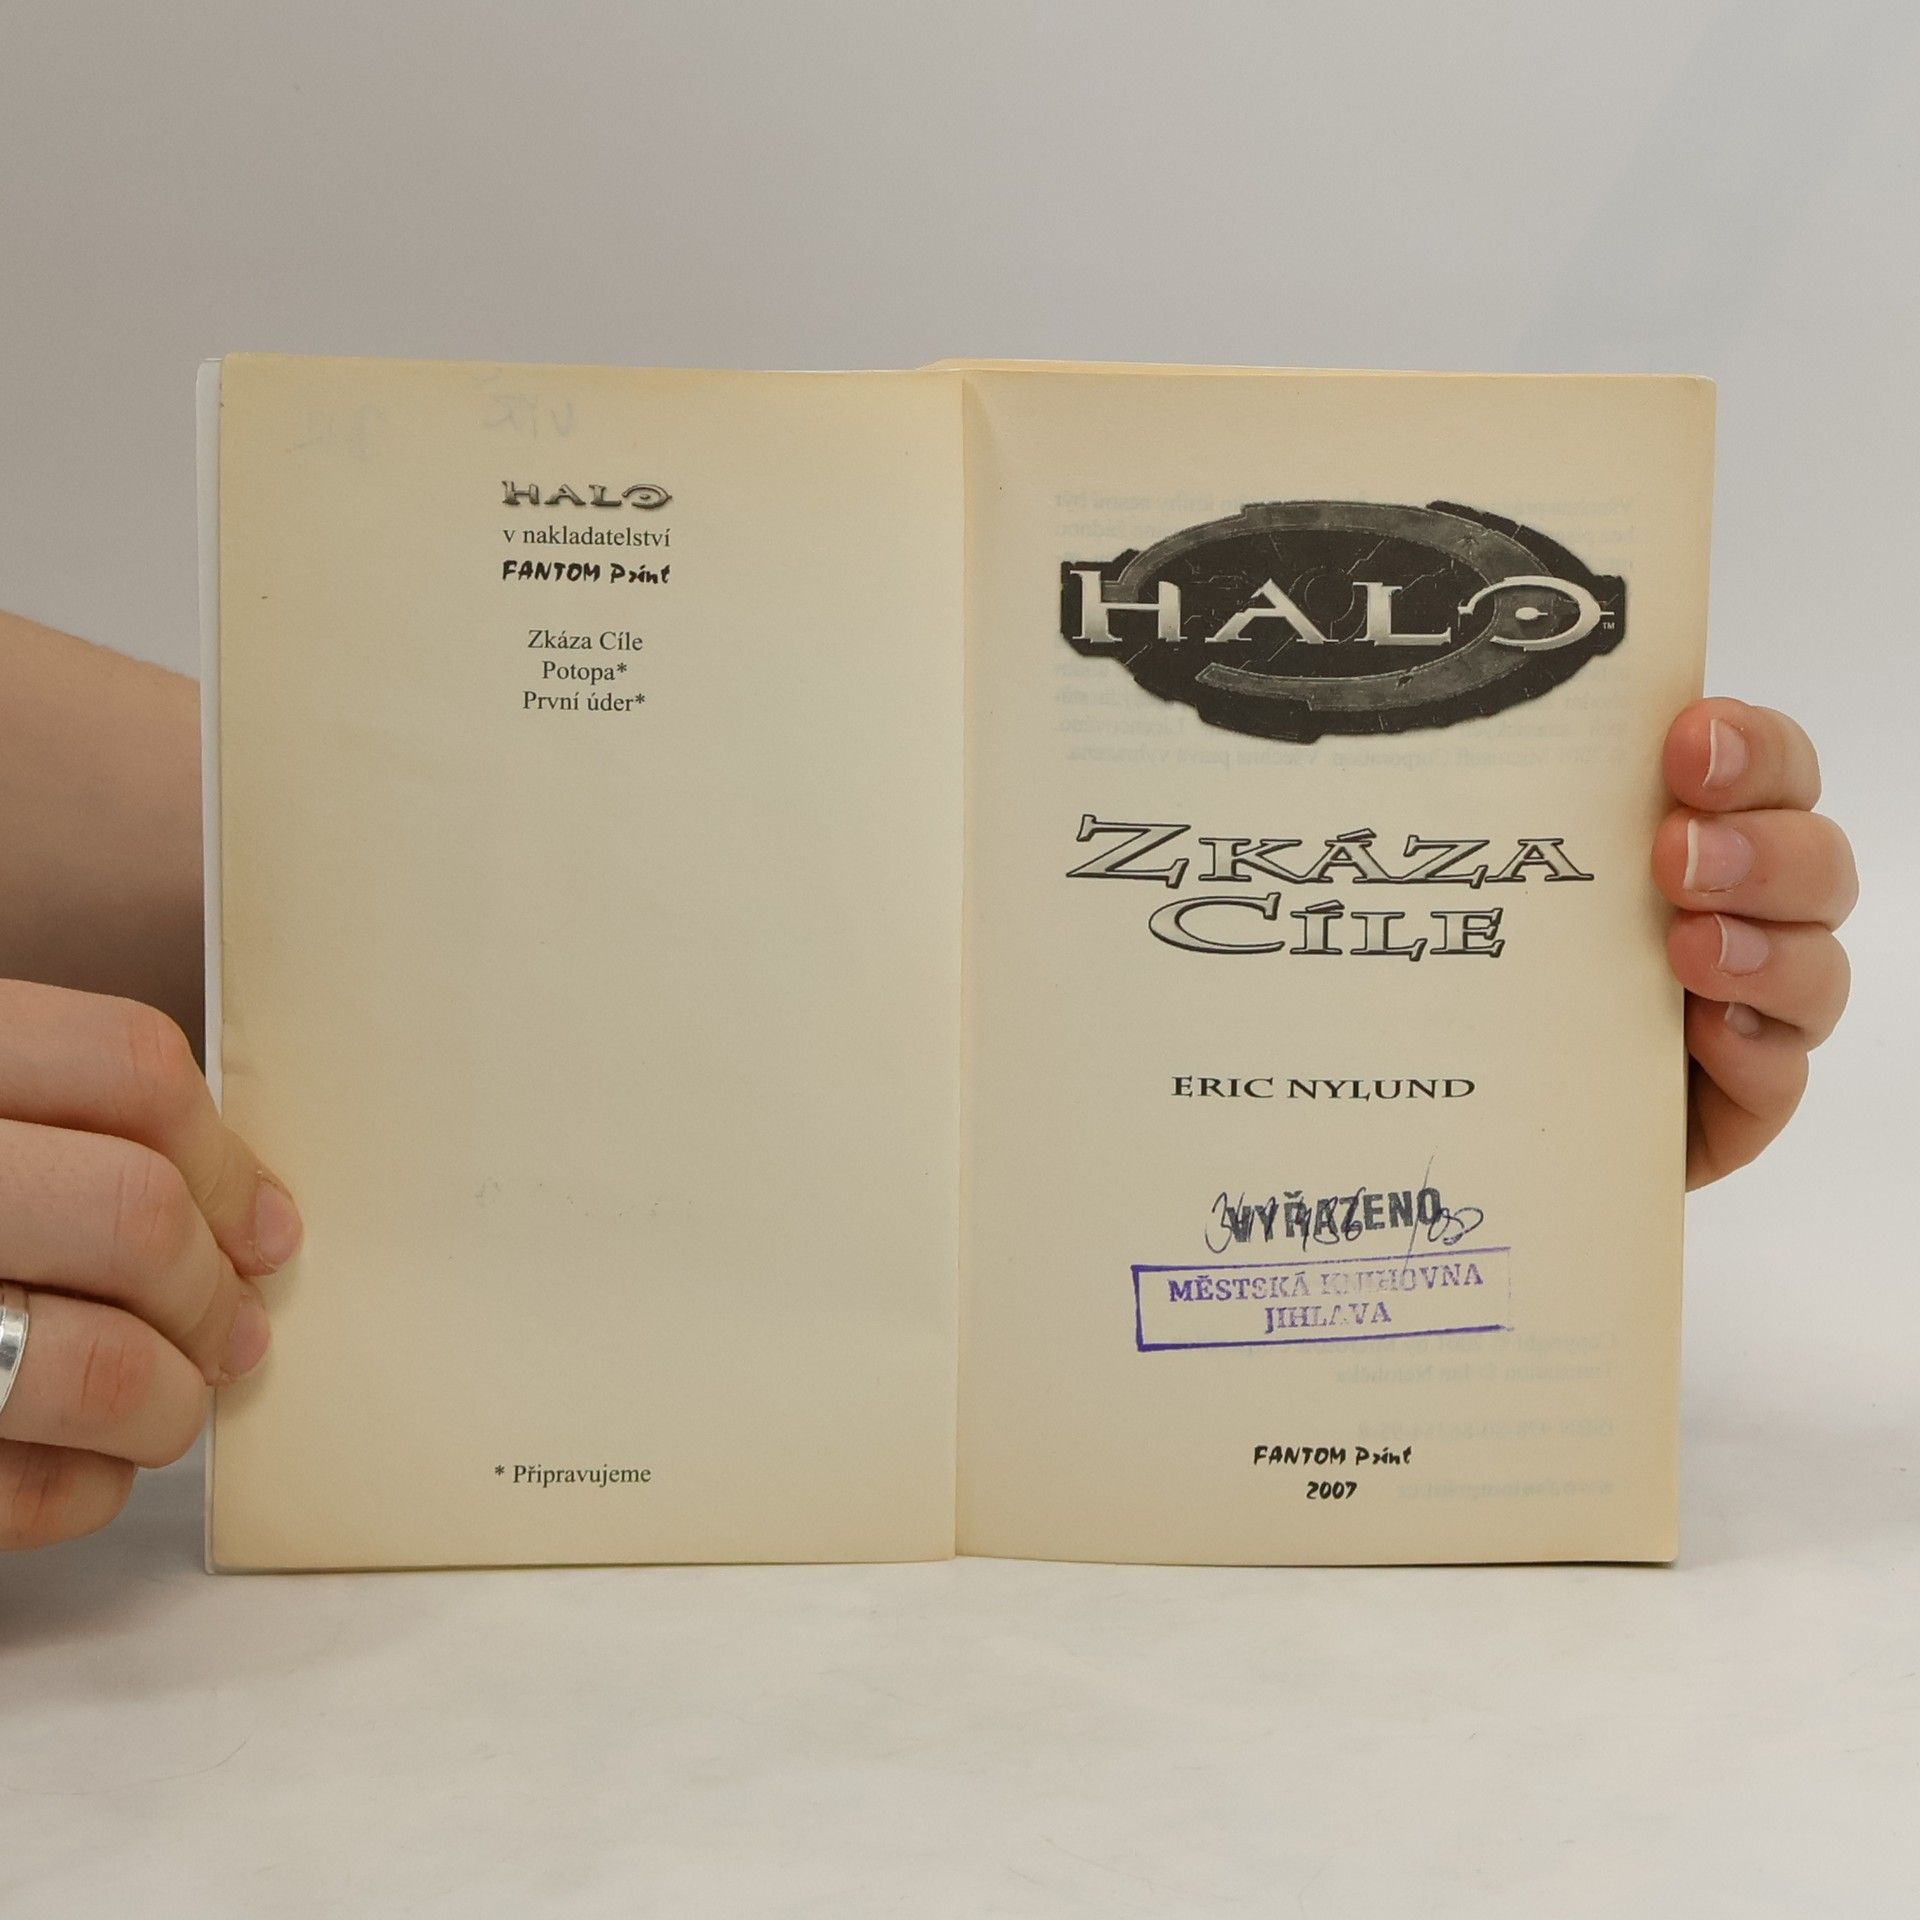 HALO
v nakladatelství
FANTOM Print
Zkáza Cíle
Potopa*
První úder*
* Připravujeme
HALO™
ZKÁZA
CÍLE
ERIC NYLUND
VYŘAZENO
MĚSTSKÁ KNIHOVNA
JIHLAVA
FANTOM Print
2007